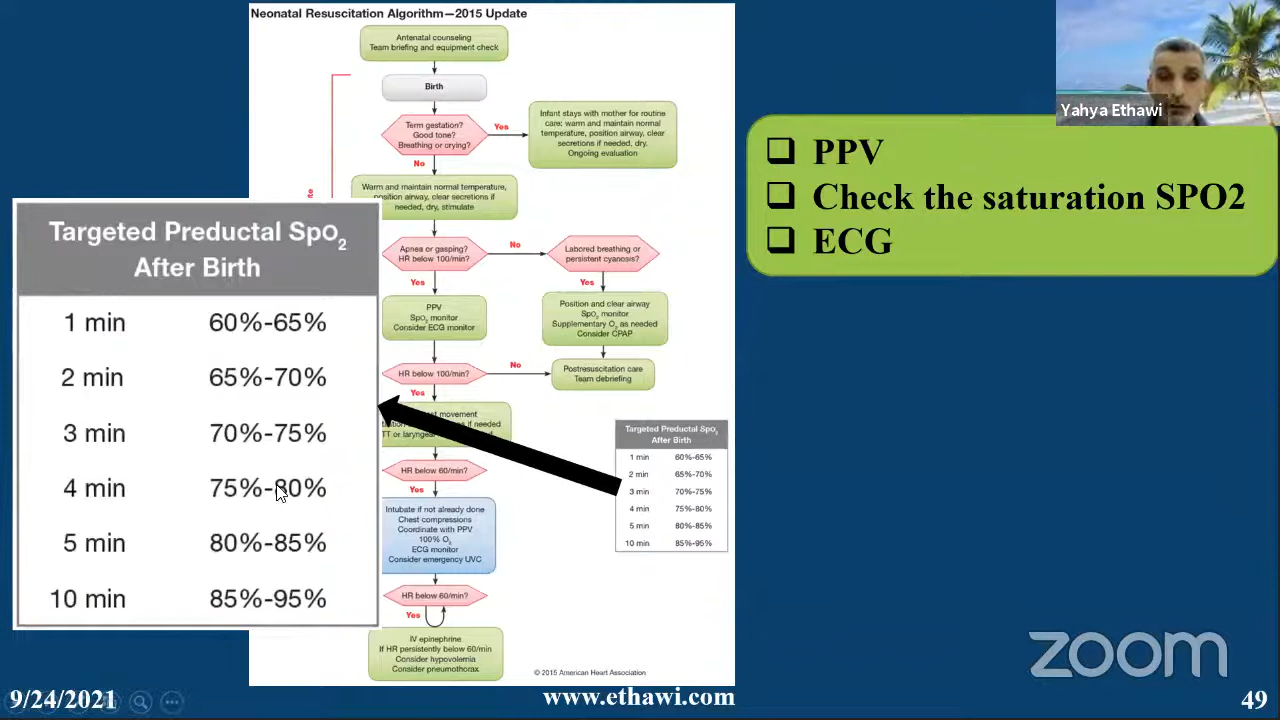 Neonatal Resuscitation Algorithm—2015 Update
Antenatal counseling
Team briefing and equipment check
Birth
Term gestation?
Good tone?
Breathing or crying?
Yes
Infant stays with mother for routine
care: warm and maintain normal
temperature, position airway, clear
secretions if needed, dry.
Ongoing evaluation
No
Warm and maintain normal temperature,
position airway, clear secretions if
needed, dry, stimulate
Apnea or gasping?
HR below 100/min?
No
Labored breathing or
persistent cyanosis?
Yes
Yes
PPV
SpO2 monitor
Consider ECG monitor
Position and clear airway
SpO2 monitor
Supplementary O2 as needed
Consider CPAP
HR below 100/min?
No
Postresuscitation care
Team debriefing
Yes
movement
if needed
TT or laryngeal
HR below 60/min?
Yes
Intubate if not already done
Chest compressions
Coordinate with PPV
100% O2
ECG monitor
Consider emergency UVC
HR below 60/min?
Yes
IV epinephrine
If HR persistently below 60/min
Consider hypovolemia
Consider pneumothorax
Targeted Preductal SpO2
After Birth
1 min 60%-65%
2 min 65%-70%
3 min 70%-75%
4 min 75%-80%
5 min 80%-85%
10 min 85%-95%
Targeted Preductal SpO2
After Birth
1 min 60%-65%
2 min 65%-70%
3 min 70%-75%
4 min 75%-80%
5 min 80%-85%
10 min 85%-95%
© 2015 American Heart Association
Yahya Ethawi
PPV
Check the saturation SPO2
ECG
zoom
9/24/2021
www.ethawi.com
49